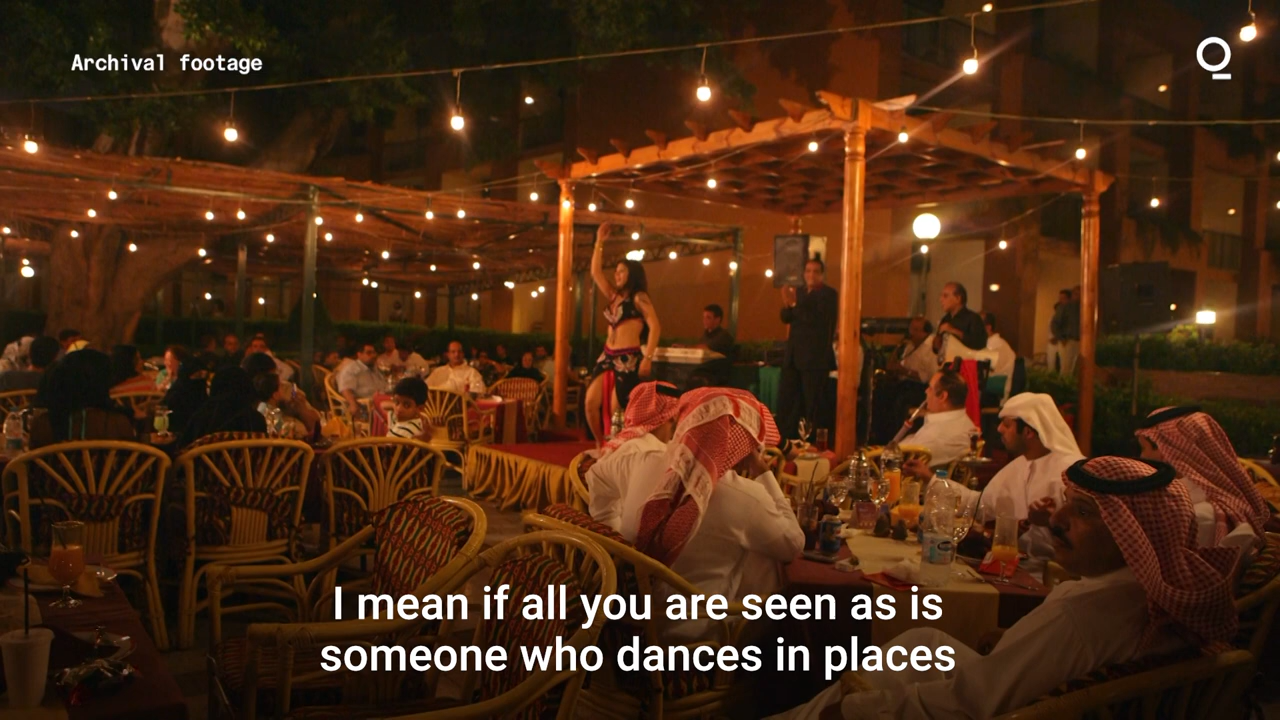 Archival footage
I mean if all you are seen as is
someone who dances in places